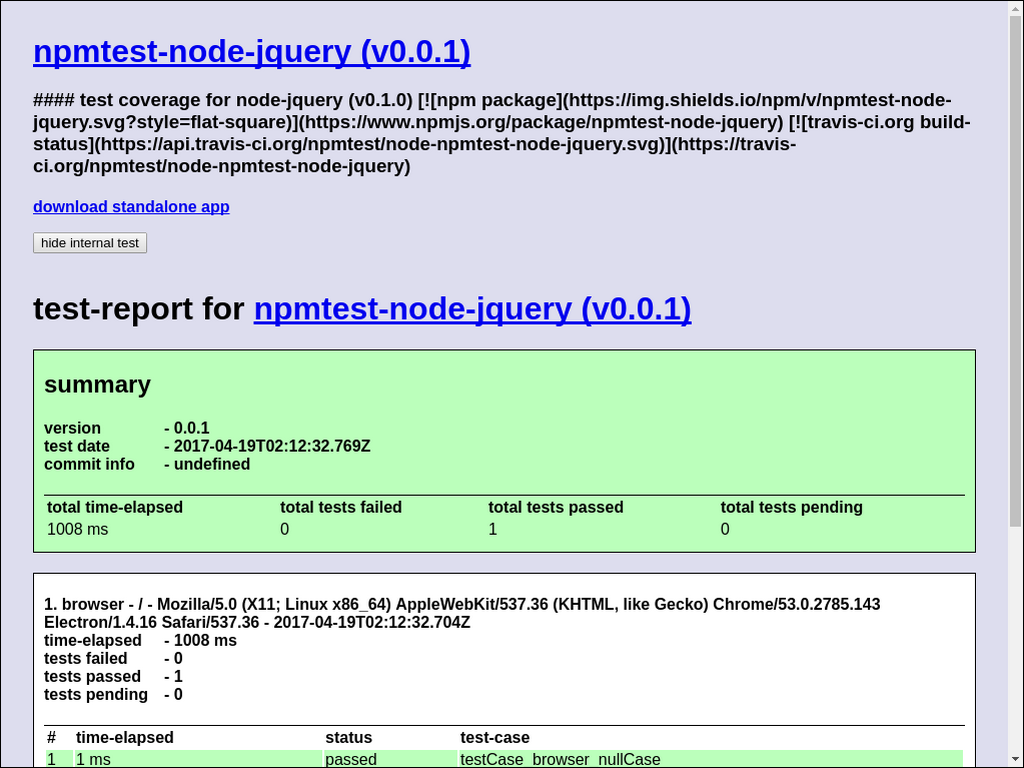 npmtest-node-jquery (v0.0.1)
#### test coverage for node-jquery (v0.1.0) [![npm package](https://img.shields.io/npm/v/npmtest-node-
jquery.svg?style=flat-square)](https://www.npmjs.org/package/npmtest-node-jquery) [![travis-ci.org build-
status](https://api.travis-ci.org/npmtest/node-npmtest-node-jquery.svg)](https://travis-
ci.org/npmtest/node-npmtest-node-jquery)
download standalone app
hide internal test
test-report for npmtest-node-jquery (v0.0.1)
summary
version - 0.0.1
test date - 2017-04-19T02:12:32.769Z
commit info - undefined
total time-elapsed total tests failed total tests passed total tests pending
1008 ms 0 1 0
1. browser - / - Mozilla/5.0 (X11; Linux x86_64) AppleWebKit/537.36 (KHTML, like Gecko) Chrome/53.0.2785.143
Electron/1.4.16 Safari/537.36 - 2017-04-19T02:12:32.704Z
time-elapsed - 1008 ms
tests failed - 0
tests passed - 1
tests pending - 0
# time-elapsed status test-case
1 1 ms passed testCase_browser_nullCase